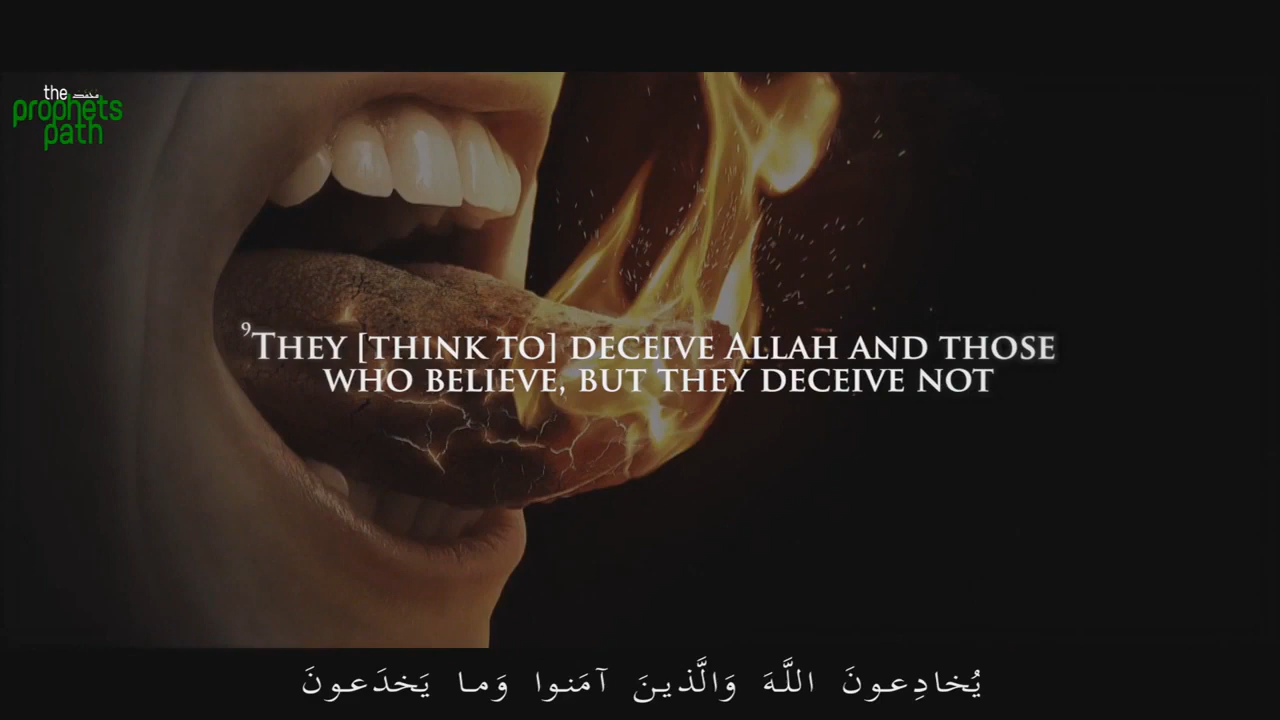 the محمد
prophets
path
⁹They [think to] deceive Allah and those
who believe, but they deceive not
يُخادِعونَ اللَّهَ وَالَّذينَ آمَنوا وَما يَخدَعونَ